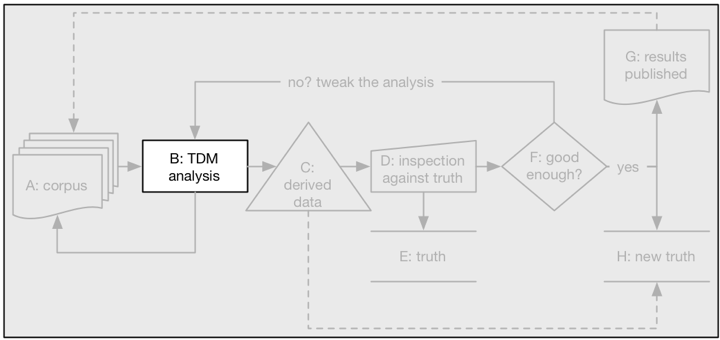 G: results
published
no? tweak the analysis
B: TDM
analysis
A: corpus
C:
derived
data
D: inspection
against truth
F: good
enough?
yes
E: truth
H: new truth